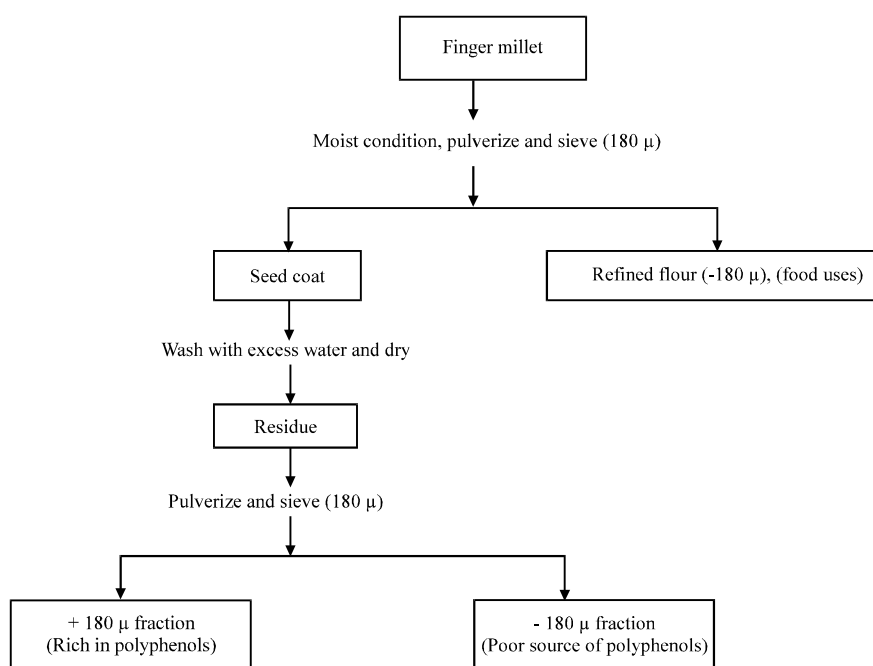 Finger millet
Moist condition, pulverize and sieve (180 µ)
Seed coat
Refined flour (-180 µ), (food uses)
Wash with excess water and dry
Residue
Pulverize and sieve (180 µ)
+ 180 µ fraction
(Rich in polyphenols)
- 180 µ fraction
(Poor source of polyphenols)